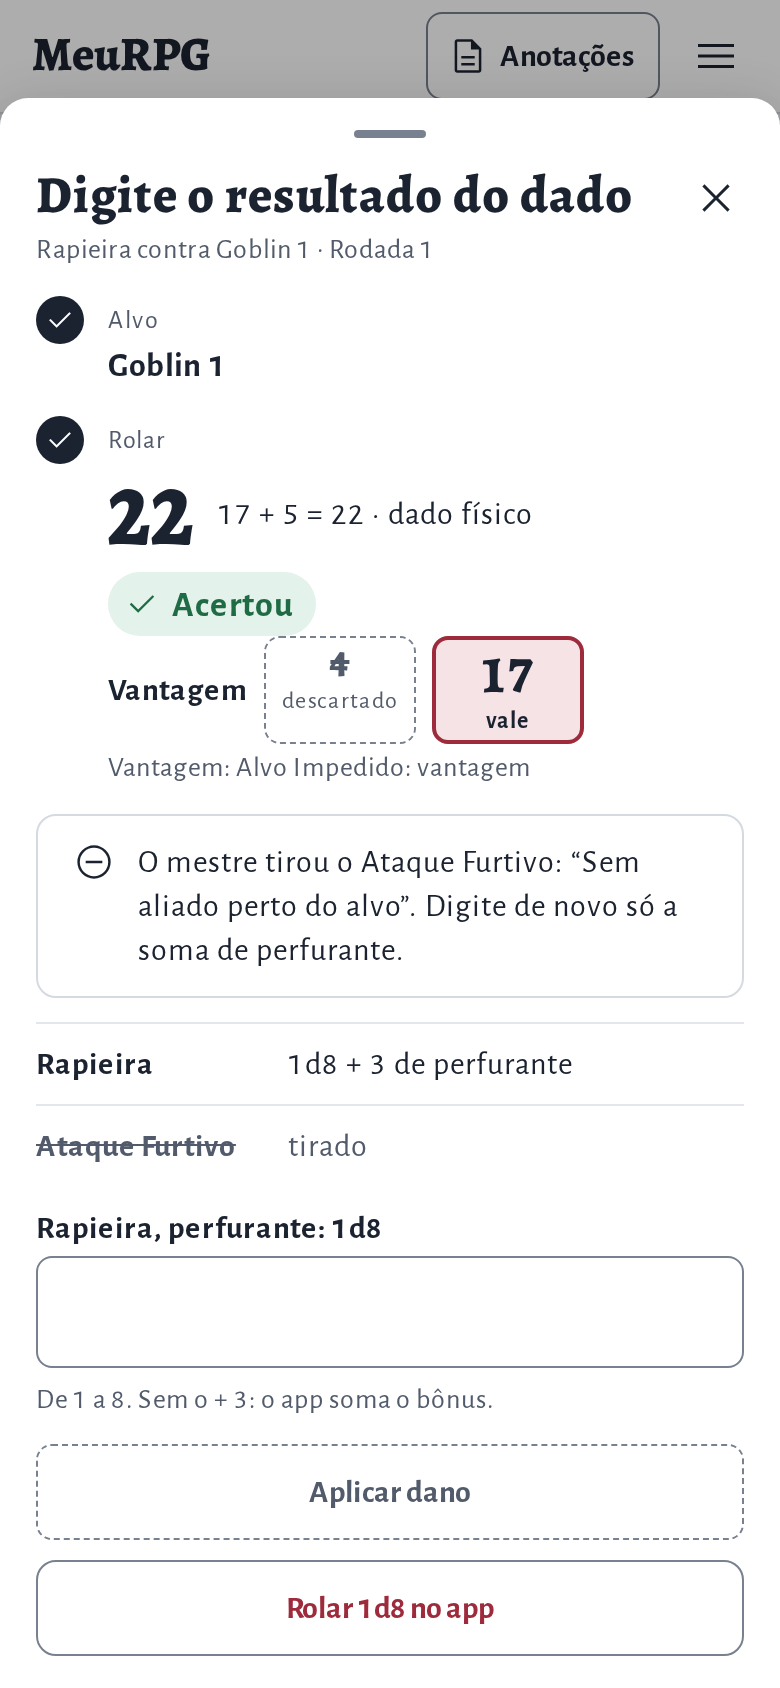 MeuRPG
Anotações
Digite o resultado do dado
Rapieira contra Goblin 1 · Rodada 1
Alvo
Goblin 1
Rolar
22 17 + 5 = 22 · dado físico
Acertou
Vantagem
4
descartado
17
vale
Vantagem: Alvo Impedido: vantagem
O mestre tirou o Ataque Furtivo: “Sem
aliado perto do alvo”. Digite de novo só a
soma de perfurante.
Rapieira 1d8 + 3 de perfurante
Ataque Furtivo tirado
Rapieira, perfurante: 1d8
De 1 a 8. Sem o + 3: o app soma o bônus.
Aplicar dano
Rolar 1d8 no app